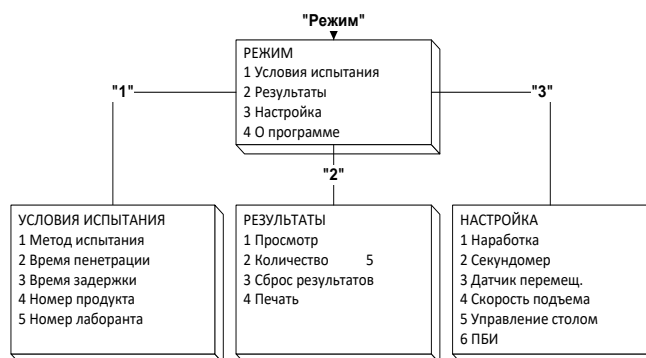 "Режим"
РЕЖИМ
1 Условия испытания
2 Результаты
3 Настройка
4 О программе
"1"
"3"
"2"
УСЛОВИЯ ИСПЫТАНИЯ
1 Метод испытания
2 Время пенетрации
3 Время задержки
4 Номер продукта
5 Номер лаборанта
РЕЗУЛЬТАТЫ
1 Просмотр
2 Количество 5
3 Сброс результатов
4 Печать
НАСТРОЙКА
1 Наработка
2 Секундомер
3 Датчик перемещ.
4 Скорость подъема
5 Управление столом
6 ПБИ